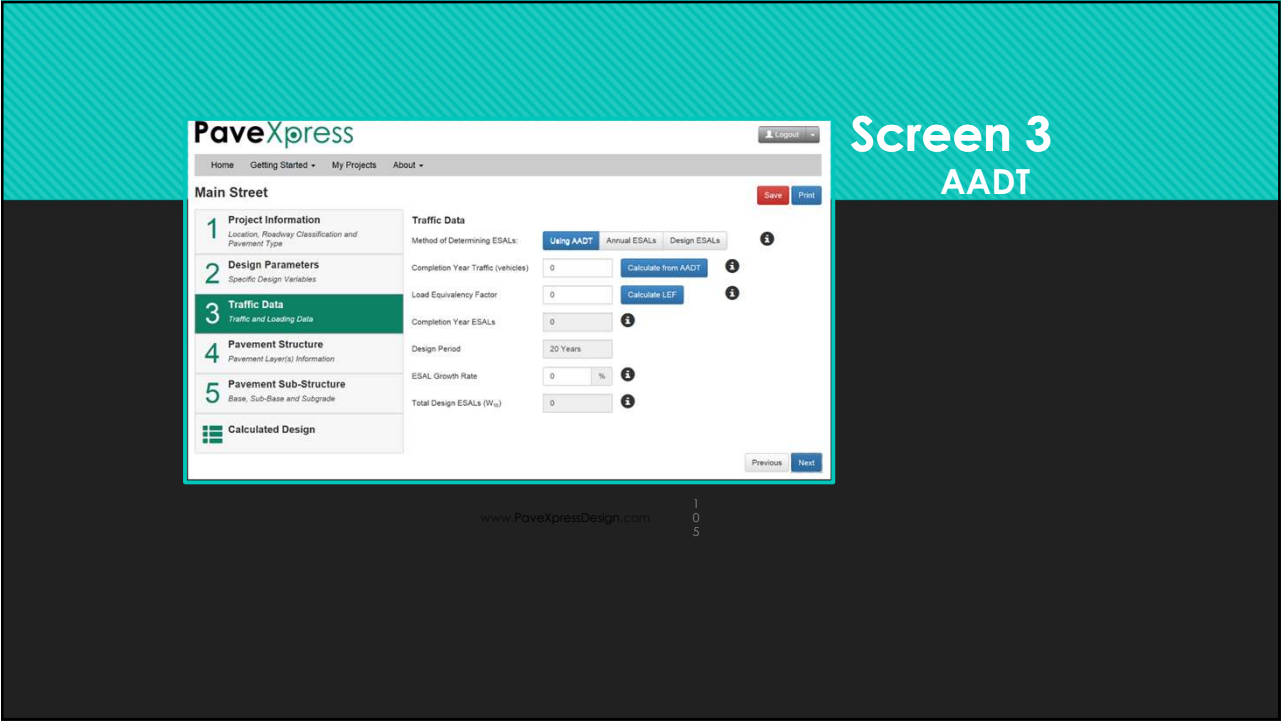 Screen 3
AADT
PaveXpress
Logout
Home Getting Started My Projects About
Main Street
Save Print
1 Project Information
Location, Roadway Classification and
Pavement Type
2 Design Parameters
Specific Design Variables
3 Traffic Data
Traffic and Loading Data
4 Pavement Structure
Pavement Layer(s) Information
5 Pavement Sub-Structure
Base, Sub-Base and Subgrade
Calculated Design
Traffic Data
Method of Determining ESALs: Using AADT Annual ESALs Design ESALs
Completion Year Traffic (vehicles) 0 Calculate from AADT
Load Equivalency Factor 0 Calculate LEF
Completion Year ESALs 0
Design Period 20 Years
ESAL Growth Rate 0 %
Total Design ESALs (W₁₈) 0
Previous Next
www.PaveXpressDesign.com
1
0
5